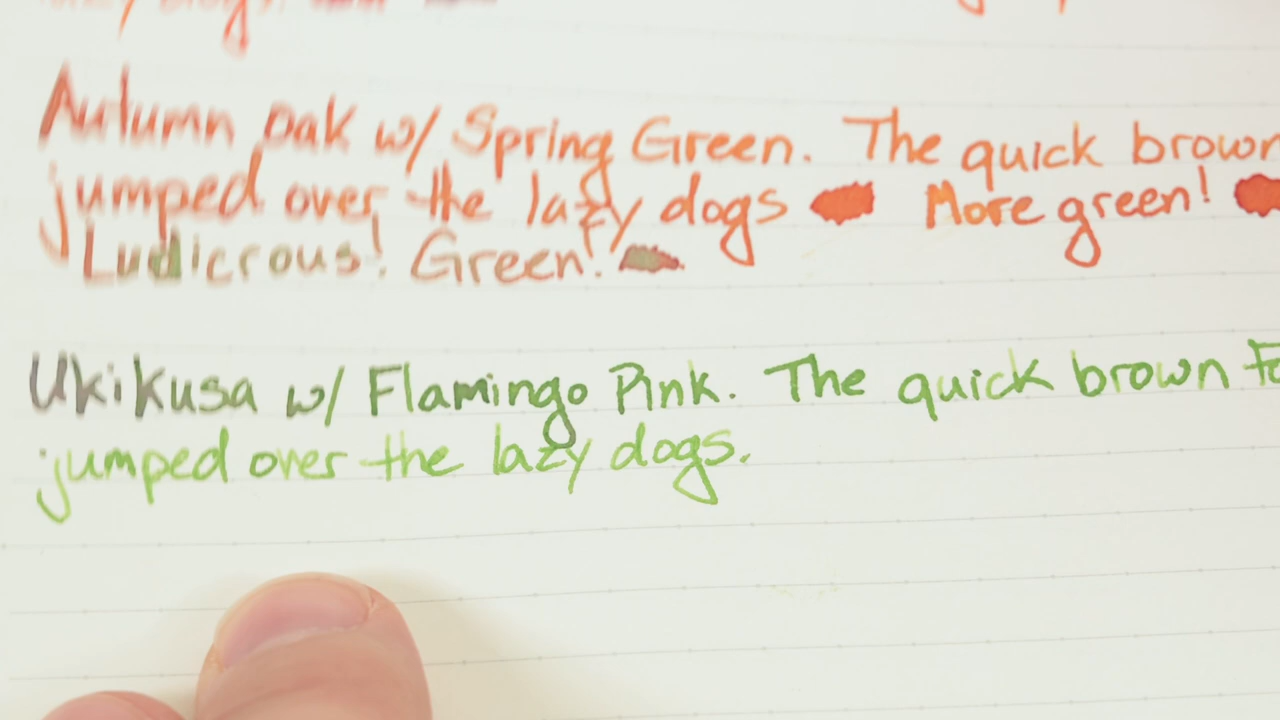 Autumn Oak w/ Spring Green. The quick brown
jumped over the lazy dogs More green!
Ludicrous! Green!
Ukikusa w/ Flamingo Pink. The quick brown fo
jumped over the lazy dogs.